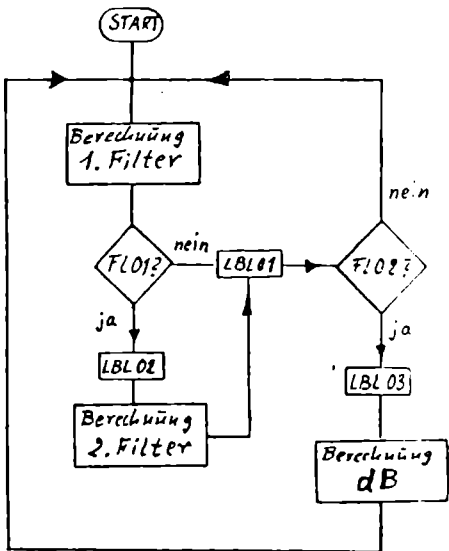 START
Berechnung
1. Filter
nein
FL01?
nein
LBL01
FL02?
ja
ja
LBL 02
LBL 03
Berechnung
2. Filter
Berechnung
dB